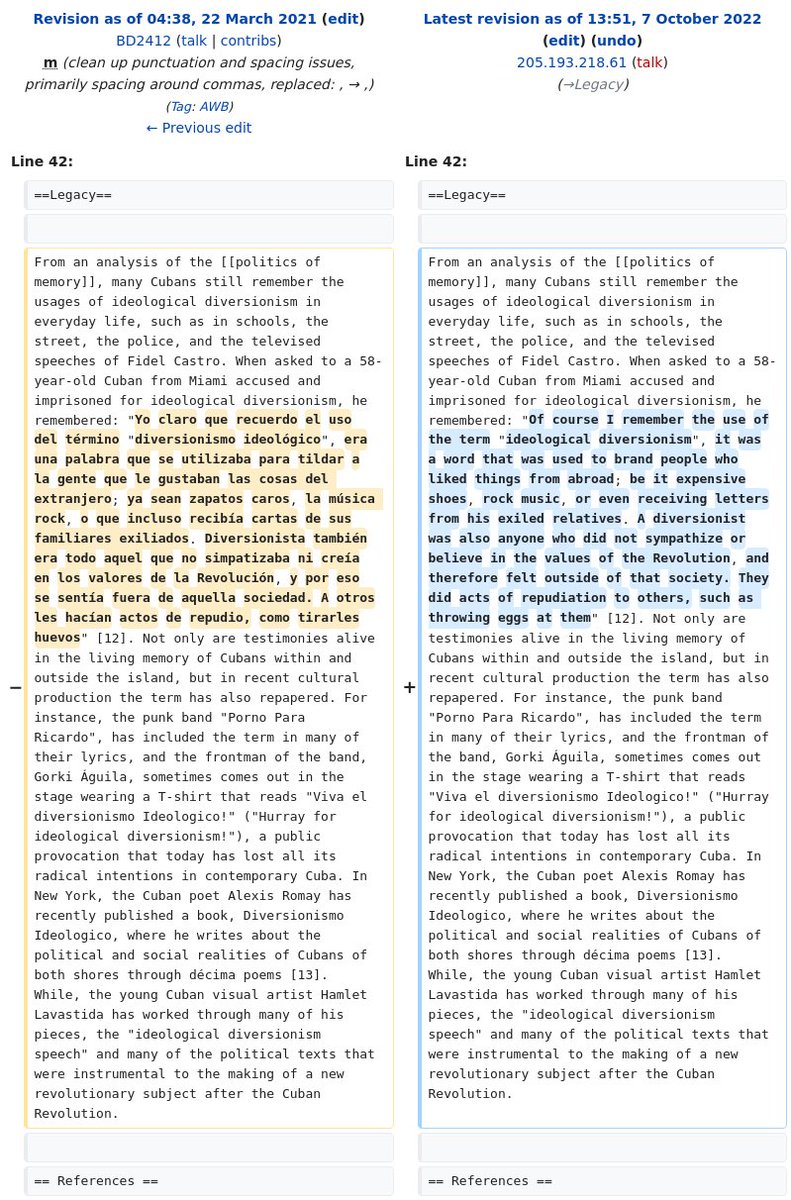 Revision as of 04:38, 22 March 2021 (edit)
BD2412 (talk | contribs)
m (clean up punctuation and spacing issues,
primarily spacing around commas, replaced: , → ,)
(Tag: AWB)
← Previous edit
Line 42:
==Legacy==
From an analysis of the [[politics of
memory]], many Cubans still remember the
usages of ideological diversionism in
everyday life, such as in schools, the
street, the police, and the televised
speeches of Fidel Castro. When asked to a 58-
year-old Cuban from Miami accused and
imprisoned for ideological diversionism, he
remembered: "Yo claro que recuerdo el uso
del término "diversionismo ideológico", era
una palabra que se utilizaba para tildar a
la gente que le gustaban las cosas del
extranjero; ya sean zapatos caros, la música
rock, o que incluso recibía cartas de sus
familiares exiliados. Diversionista también
era todo aquel que no simpatizaba ni creía
en los valores de la Revolución, y por eso
se sentía fuera de aquella sociedad. A otros
les hacían actos de repudio, como tirarles
huevos" [12]. Not only are testimonies alive
in the living memory of Cubans within and
outside the island, but in recent cultural
− production the term has also repapered. For
instance, the punk band "Porno Para
Ricardo", has included the term in many of
their lyrics, and the frontman of the band,
Gorki Águila, sometimes comes out in the
stage wearing a T-shirt that reads "Viva el
diversionismo Ideologico!" ("Hurray for
ideological diversionism!"), a public
provocation that today has lost all its
radical intentions in contemporary Cuba. In
New York, the Cuban poet Alexis Romay has
recently published a book, Diversionismo
Ideologico, where he writes about the
political and social realities of Cubans of
both shores through décima poems [13].
While, the young Cuban visual artist Hamlet
Lavastida has worked through many of his
pieces, the "ideological diversionism
speech" and many of the political texts that
were instrumental to the making of a new
revolutionary subject after the Cuban
Revolution.
== References ==
Latest revision as of 13:51, 7 October 2022
(edit) (undo)
205.193.218.61 (talk)
(→Legacy)
Line 42:
==Legacy==
From an analysis of the [[politics of
memory]], many Cubans still remember the
usages of ideological diversionism in
everyday life, such as in schools, the
street, the police, and the televised
speeches of Fidel Castro. When asked to a 58-
year-old Cuban from Miami accused and
imprisoned for ideological diversionism, he
remembered: "Of course I remember the use of
the term "ideological diversionism", it was
a word that was used to brand people who
liked things from abroad; be it expensive
shoes, rock music, or even receiving letters
from his exiled relatives. A diversionist
was also anyone who did not sympathize or
believe in the values of the Revolution, and
therefore felt outside of that society. They
did acts of repudiation to others, such as
throwing eggs at them" [12]. Not only are
testimonies alive in the living memory of
Cubans within and outside the island, but in
recent cultural production the term has also
+ repapered. For instance, the punk band
"Porno Para Ricardo", has included the term
in many of their lyrics, and the frontman of
the band, Gorki Águila, sometimes comes out
in the stage wearing a T-shirt that reads
"Viva el diversionismo Ideologico!" ("Hurray
for ideological diversionism!"), a public
provocation that today has lost all its
radical intentions in contemporary Cuba. In
New York, the Cuban poet Alexis Romay has
recently published a book, Diversionismo
Ideologico, where he writes about the
political and social realities of Cubans of
both shores through décima poems [13].
While, the young Cuban visual artist Hamlet
Lavastida has worked through many of his
pieces, the "ideological diversionism
speech" and many of the political texts that
were instrumental to the making of a new
revolutionary subject after the Cuban
Revolution.
== References ==